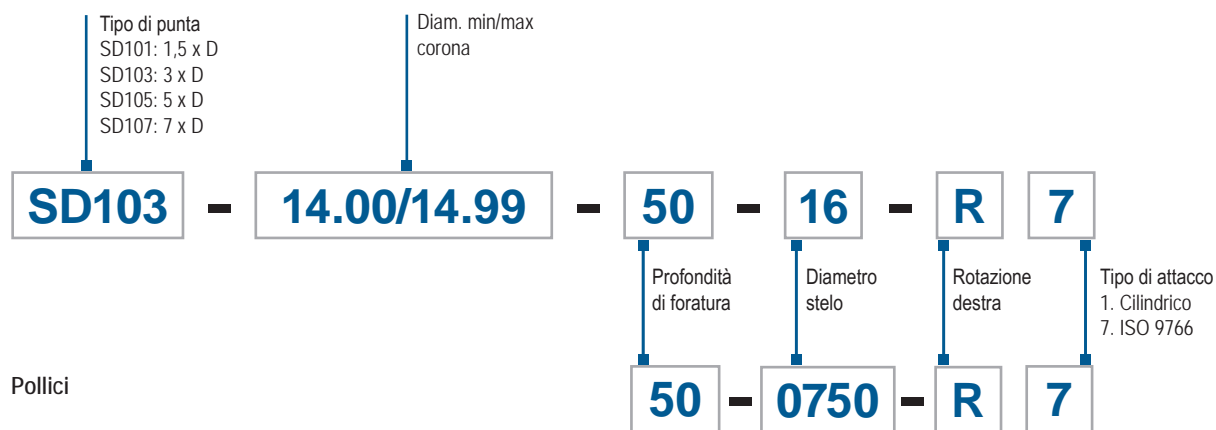 Tipo di punta
SD101: 1,5 x D
SD103: 3 x D
SD105: 5 x D
SD107: 7 x D
Diam. min/max
corona
SD103 - 14.00/14.99 - 50 - 16 - R 7
Profondità
di foratura
Diametro
stelo
Rotazione
destra
Tipo di attacco
1. Cilindrico
7. ISO 9766
Pollici
50 - 0750 - R 7